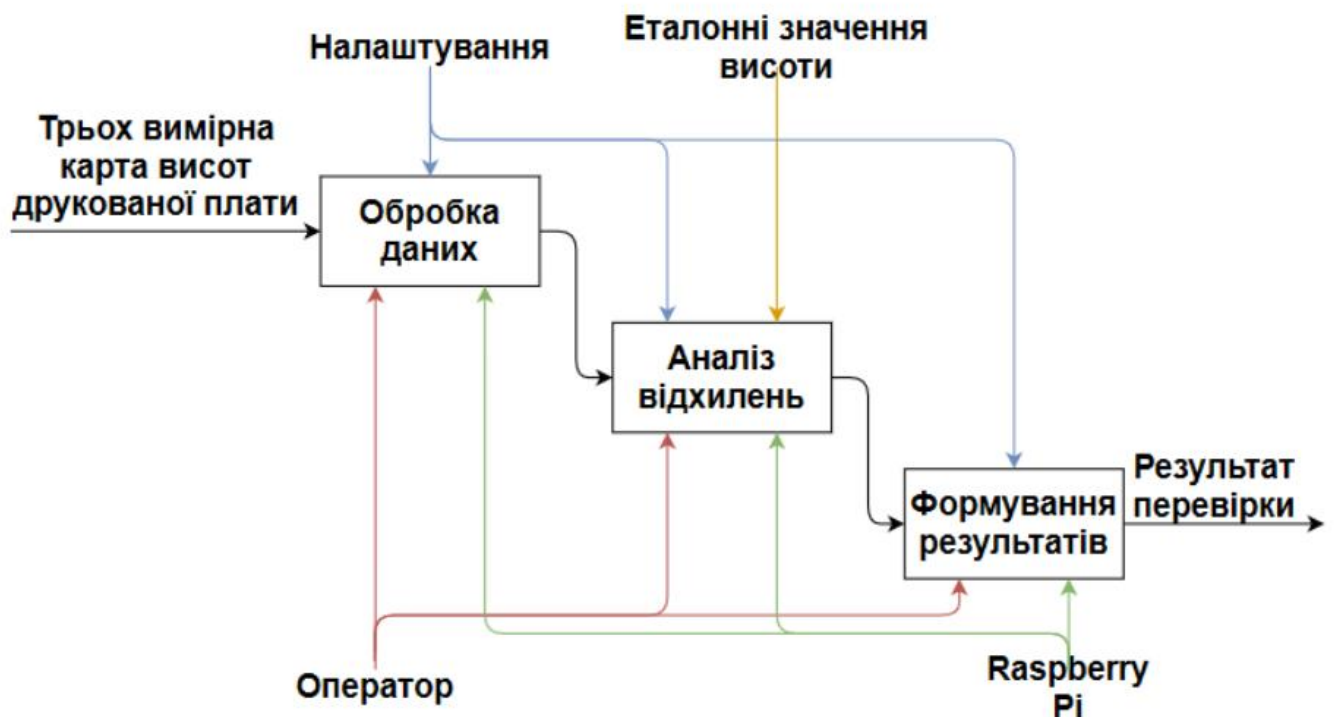 Налаштування
Еталонні значення
висоти
Трьох вимірна
карта висот
друкованої плати
Обробка
даних
Аналіз
відхилень
Формування
результатів
Результат
перевірки
Оператор
Raspberry
Pi